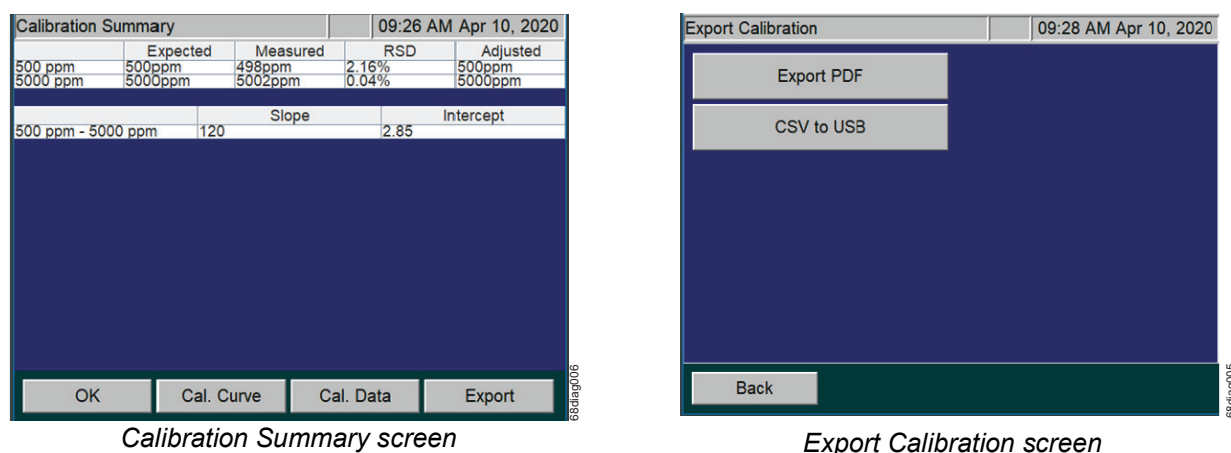 Calibration Summary 09:26 AM Apr 10, 2020
Expected Measured RSD Adjusted
500 ppm 500ppm 498ppm 2.16% 500ppm
5000 ppm 5000ppm 5002ppm 0.04% 5000ppm
Slope Intercept
500 ppm - 5000 ppm 120 2.85
OK Cal. Curve Cal. Data Export
68diag006
Calibration Summary screen
Export Calibration 09:28 AM Apr 10, 2020
Export PDF
CSV to USB
Back
68diag005
Export Calibration screen